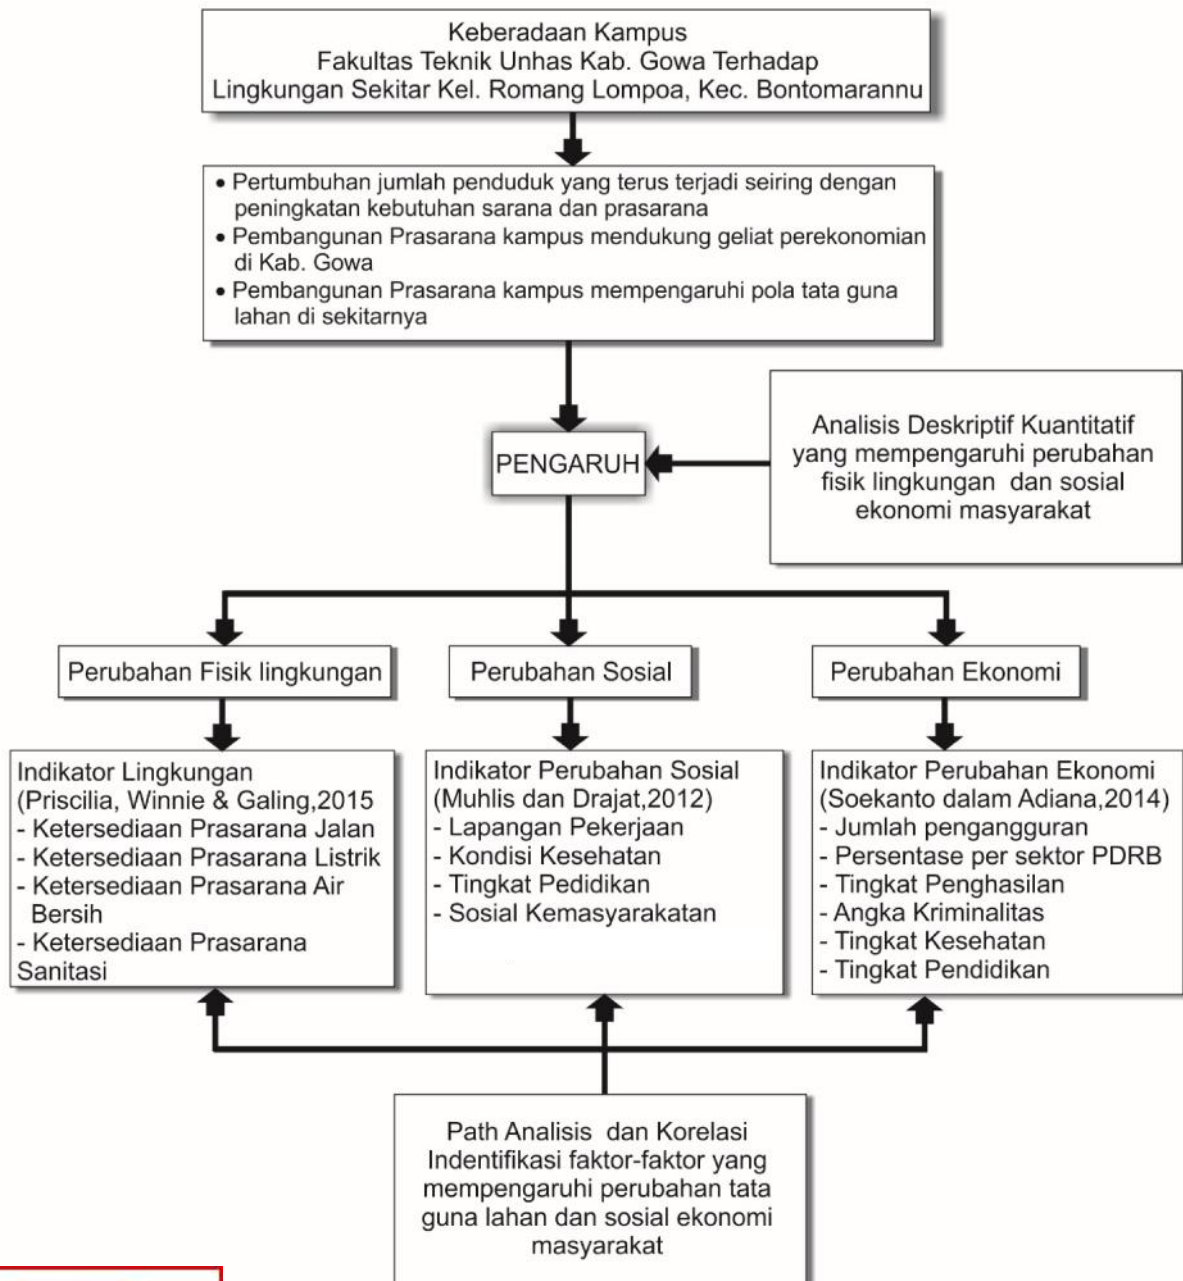 Keberadaan Kampus
Fakultas Teknik Unhas Kab. Gowa Terhadap
Lingkungan Sekitar Kel. Romang Lompoa, Kec. Bontomarannu
• Pertumbuhan jumlah penduduk yang terus terjadi seiring dengan
peningkatan kebutuhan sarana dan prasarana
• Pembangunan Prasarana kampus mendukung geliat perekonomian
di Kab. Gowa
• Pembangunan Prasarana kampus mempengaruhi pola tata guna
lahan di sekitarnya
PENGARUH
Analisis Deskriptif Kuantitatif
yang mempengaruhi perubahan
fisik lingkungan dan sosial
ekonomi masyarakat
Perubahan Fisik lingkungan
Perubahan Sosial
Perubahan Ekonomi
Indikator Lingkungan
(Priscilia, Winnie & Galing,2015
- Ketersediaan Prasarana Jalan
- Ketersediaan Prasarana Listrik
- Ketersediaan Prasarana Air
Bersih
- Ketersediaan Prasarana
Sanitasi
Indikator Perubahan Sosial
(Muhlis dan Drajat,2012)
- Lapangan Pekerjaan
- Kondisi Kesehatan
- Tingkat Pedidikan
- Sosial Kemasyarakatan
Indikator Perubahan Ekonomi
(Soekanto dalam Adiana,2014)
- Jumlah pengangguran
- Persentase per sektor PDRB
- Tingkat Penghasilan
- Angka Kriminalitas
- Tingkat Kesehatan
- Tingkat Pendidikan
Path Analisis dan Korelasi
Indentifikasi faktor-faktor yang
mempengaruhi perubahan tata
guna lahan dan sosial ekonomi
masyarakat